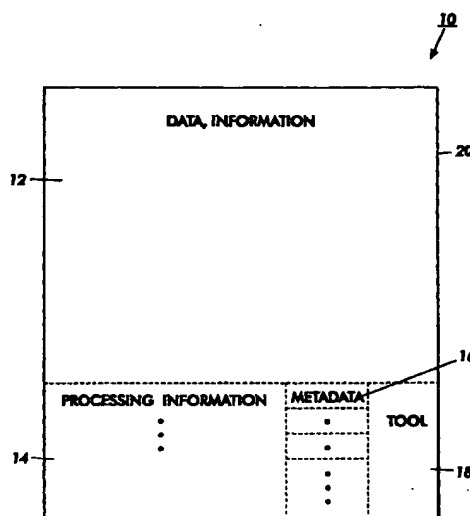 10
DATA, INFORMATION
20
12
16
PROCESSING INFORMATION
METADATA
TOOL
14
18